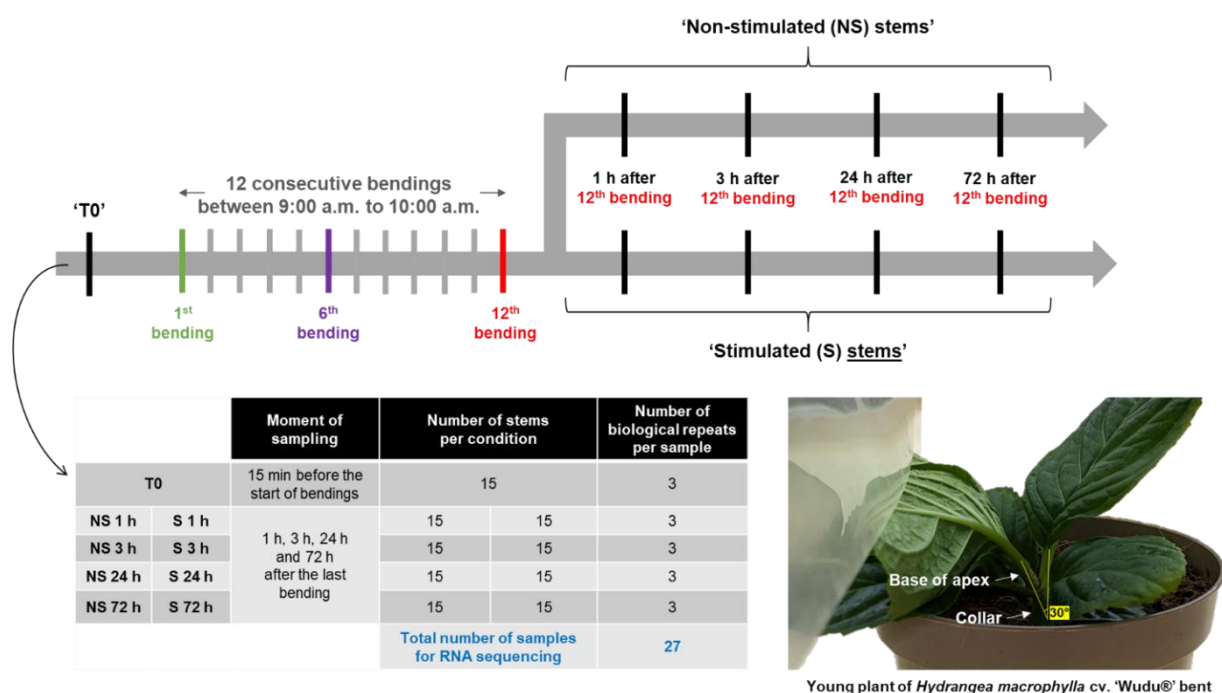 'Non-stimulated (NS) stems'
12 consecutive bendings
between 9:00 a.m. to 10:00 a.m.
'T0'
1 h after
12th bending
3 h after
12th bending
24 h after
12th bending
72 h after
12th bending
1st
bending
6th
bending
12th
bending
'Stimulated (S) stems'
Moment of
sampling
Number of stems
per condition
Number of
biological repeats
per sample
T0
15 min before the
start of bendings
15
3
NS 1 h S 1 h
1 h, 3 h, 24 h
and 72 h
after the last
bending
15 15 3
NS 3 h S 3 h
15 15 3
NS 24 h S 24 h
15 15 3
NS 72 h S 72 h
15 15 3
Total number of samples
for RNA sequencing
27
Base of apex
Collar
30°
Young plant of Hydrangea macrophylla cv. 'Wudu®' bent